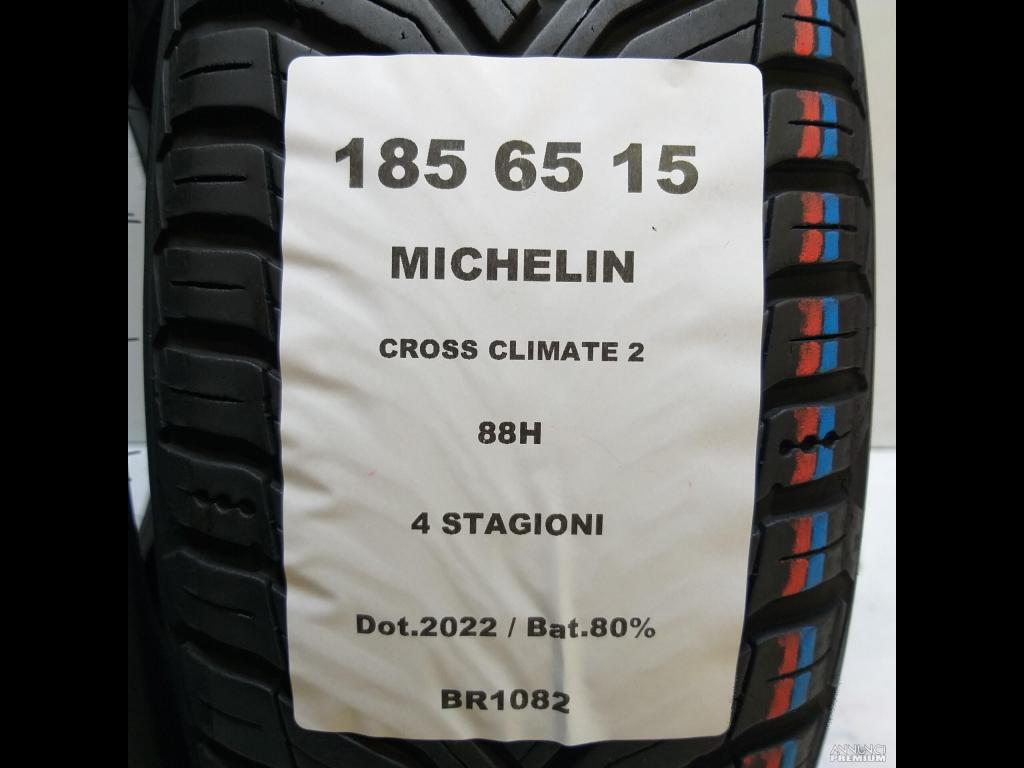 185 65 15
MICHELIN
CROSS CLIMATE 2
88H
4 STAGIONI
Dot.2022 / Bat.80%
BR1082
ANNUNCI
PREMIUM